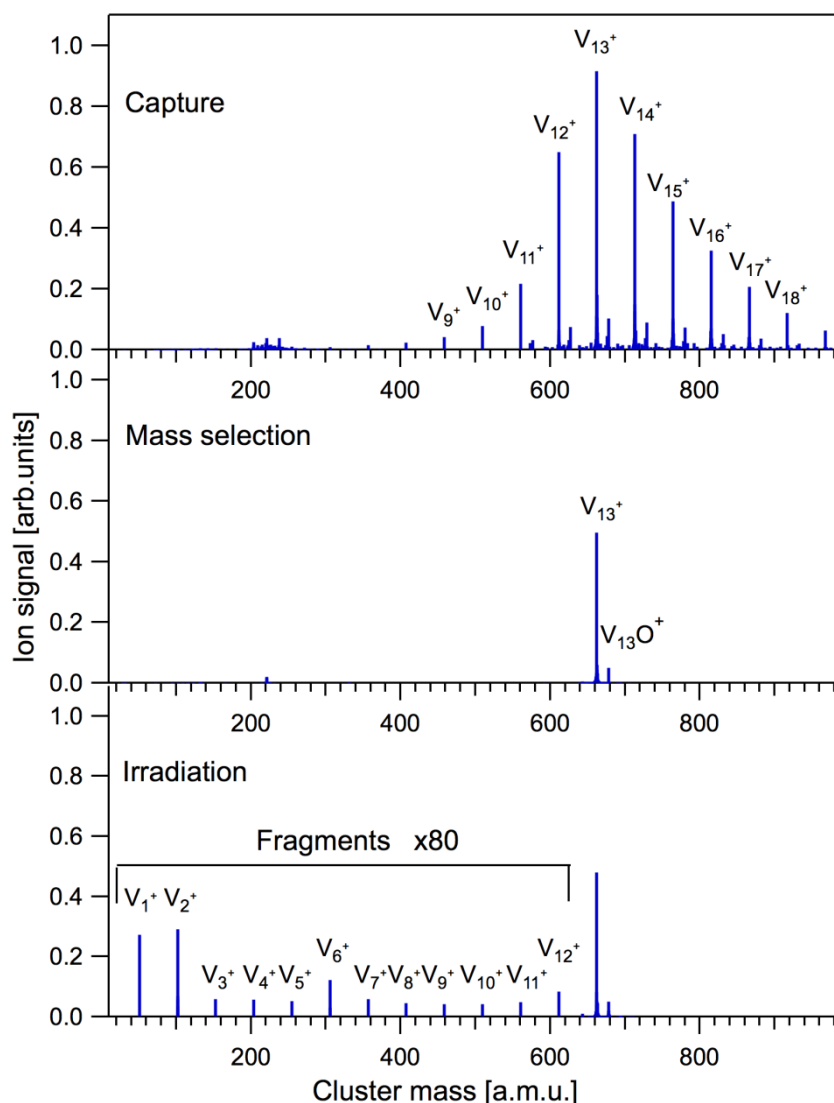 Ion signal [arb.units]
1.0
0.8
0.6
0.4
0.2
0.0
Capture
V₉⁺
V₁₀⁺
V₁₁⁺
V₁₂⁺
V₁₃⁺
V₁₄⁺
V₁₅⁺
V₁₆⁺
V₁₇⁺
V₁₈⁺
200 400 600 800
1.0
0.8
0.6
0.4
0.2
0.0
Mass selection
V₁₃⁺
V₁₃O⁺
200 400 600 800
1.0
0.8
0.6
0.4
0.2
0.0
Irradiation
Fragments x80
V₁⁺
V₂⁺
V₃⁺
V₄⁺
V₅⁺
V₆⁺
V₇⁺
V₈⁺
V₉⁺
V₁₀⁺
V₁₁⁺
V₁₂⁺
200 400 600 800
Cluster mass [a.m.u.]